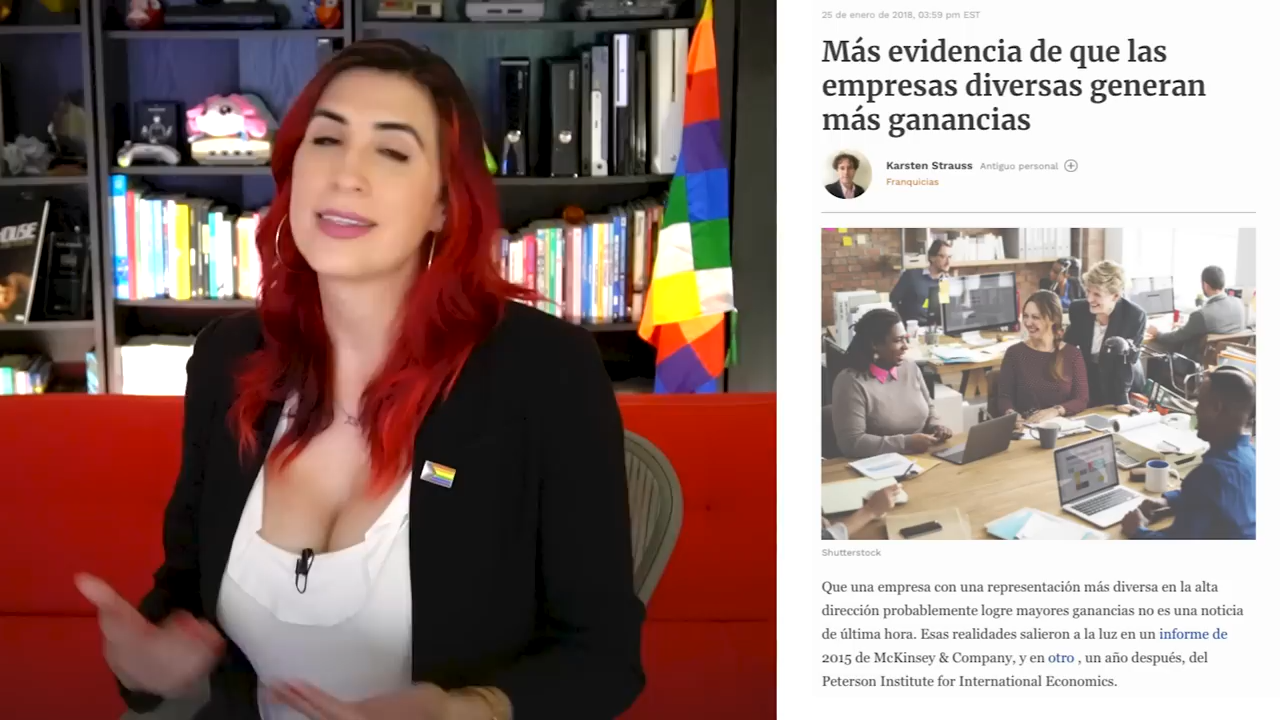 25 de enero de 2018, 03:59 pm EST
Más evidencia de que las
empresas diversas generan
más ganancias
Karsten Strauss Antiguo personal
Franquicias
Shutterstock
Que una empresa con una representación más diversa en la alta
dirección probablemente logre mayores ganancias no es una noticia
de última hora. Esas realidades salieron a la luz en un informe de
2015 de McKinsey & Company, y en otro , un año después, del
Peterson Institute for International Economics.